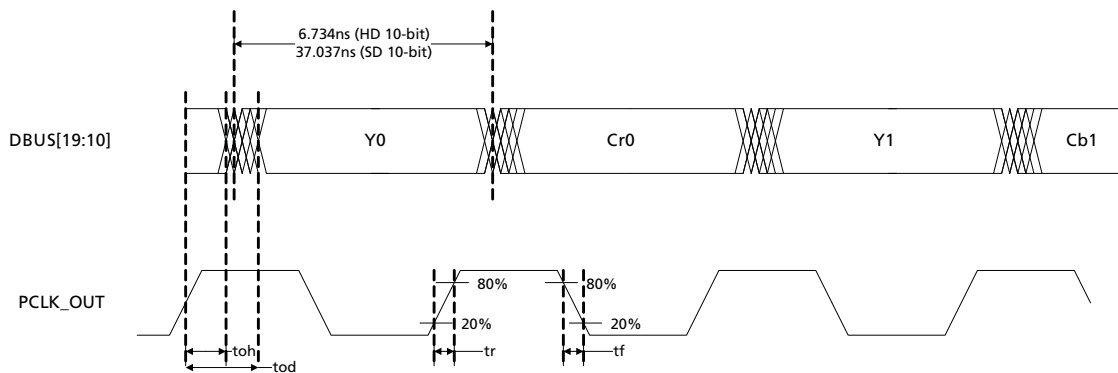 6.734ns (HD 10-bit)
37.037ns (SD 10-bit)
DBUS[19:10]
Y0
Cr0
Y1
Cb1
PCLK_OUT
80%
80%
20%
20%
toh
tr
tf
tod